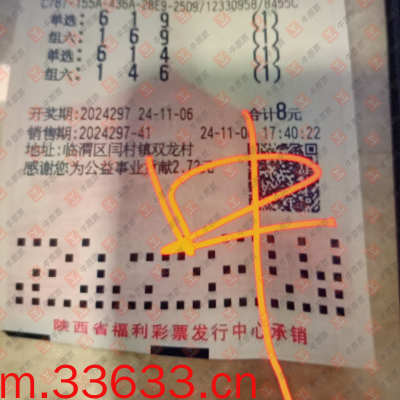 单选: 6 1 9 (1)
组六: 1 6 9 (1)
单选: 6 1 4 (1)
组六: 1 4 6 (1)
开奖期:2024297 24-11-06 合计8元
销售期:2024297-41 24-11-0 17:40:22
地址:临渭区闫村镇双龙村
感谢您为公益事业贡献2.72元
陕西省福利彩票发行中心承销
m.33633.cn